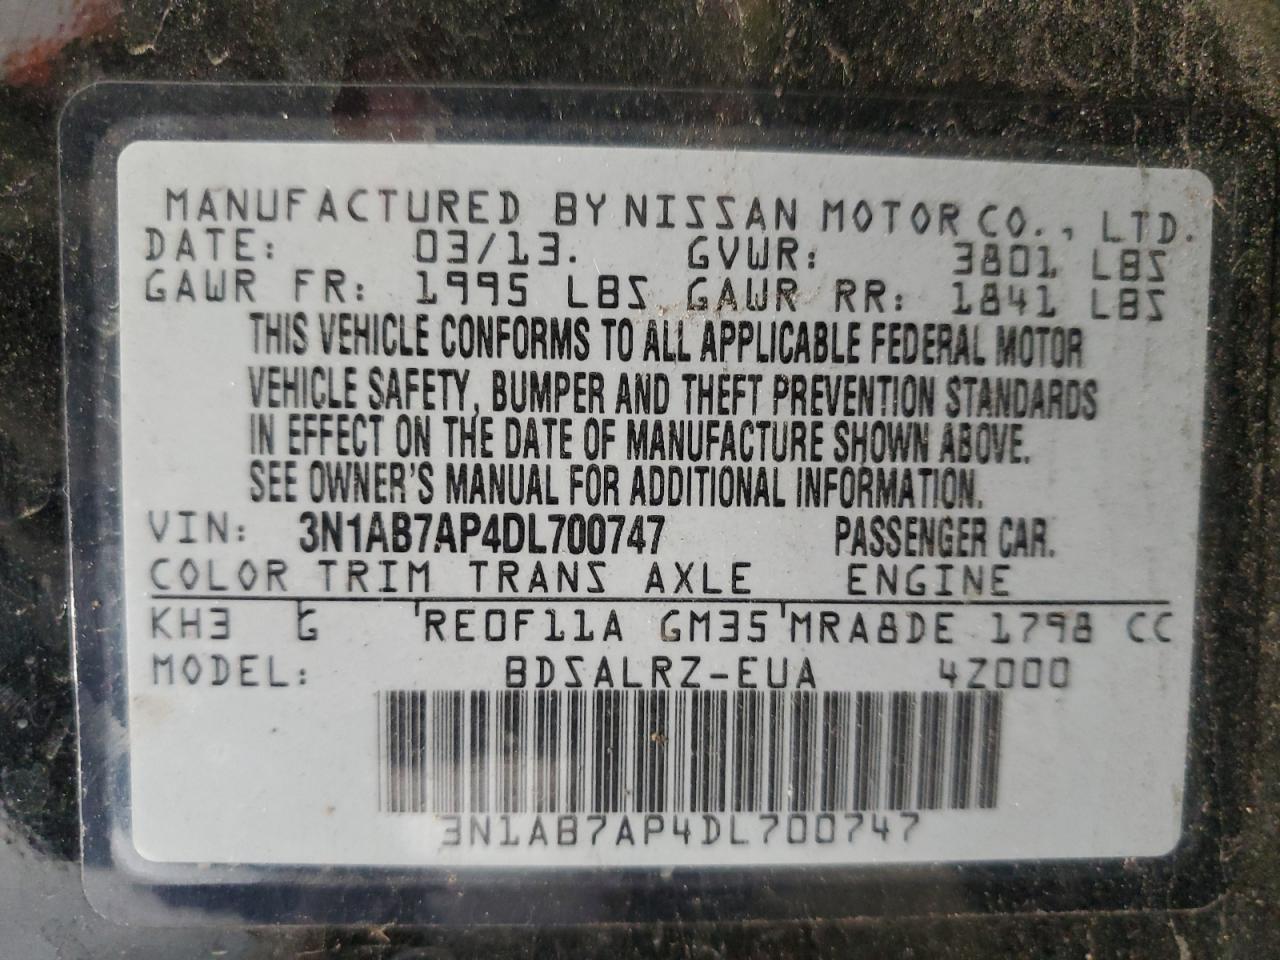 MANUFACTURED BY NISSAN MOTOR CO., LTD.
DATE: 03/13. GVWR: 3801 LBS
GAWR FR: 1995 LBS GAWR RR: 1841 LBS
THIS VEHICLE CONFORMS TO ALL APPLICABLE FEDERAL MOTOR
VEHICLE SAFETY, BUMPER AND THEFT PREVENTION STANDARDS
IN EFFECT ON THE DATE OF MANUFACTURE SHOWN ABOVE.
SEE OWNER'S MANUAL FOR ADDITIONAL INFORMATION.
VIN: 3N1AB7AP4DL700747 PASSENGER CAR.
COLOR TRIM TRANS AXLE ENGINE
KH3 G 'RE0F11A GM35'MRA8DE 1798 CC
MODEL: BDSALRZ-EUA 4Z000
3N1AB7AP4DL700747